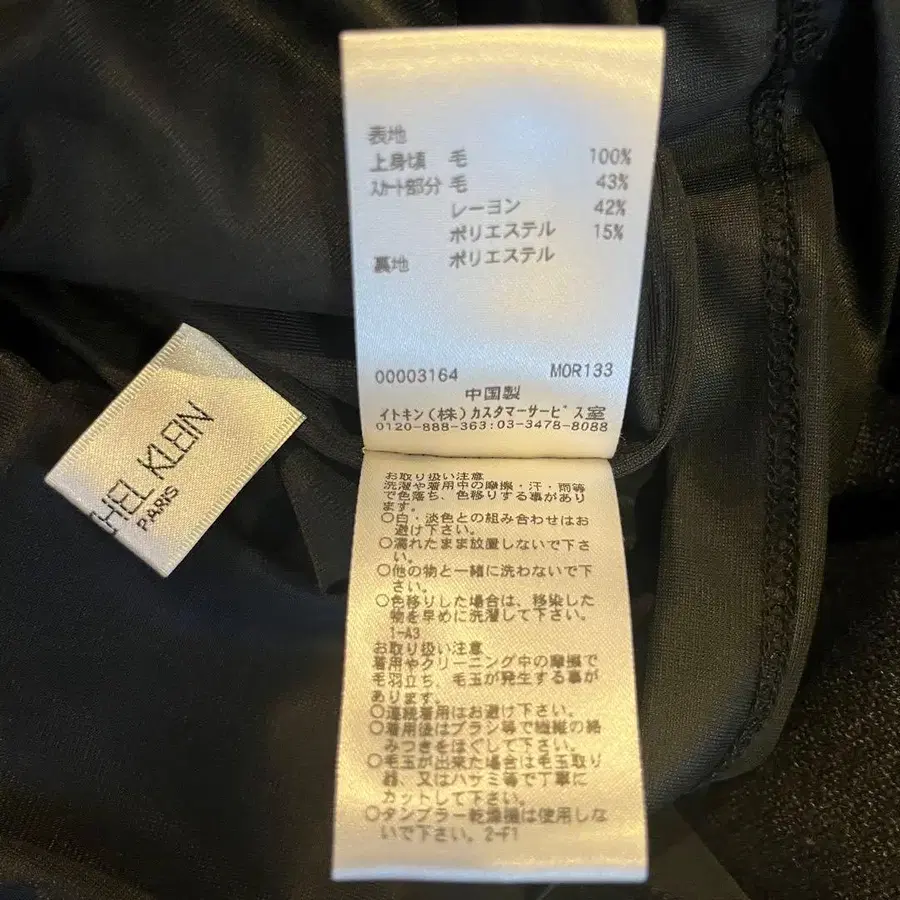 表地
上身頃 毛 100%
スカート部分 毛 43%
レーヨン 42%
ポリエステル 15%
裏地 ポリエステル
00003164 MOR133
中国製
イトキン(株)カスタマーサービス室
0120-888-363:03-3478-8088
CHEL KLEIN
PARIS
お取り扱い注意
洗濯や着用中の摩擦・汗・雨等
で色落ち、色移りする事があり
ます。
○白・淡色との組み合わせはお
避け下さい。
○濡れたまま放置しないで下さ
い。
○他の物と一緒に洗わないで下
さい。
○色移りした場合は、移染した
物を早めに洗濯して下さい。
1-A3
お取り扱い注意
着用やクリーニング中の摩擦で
毛羽立ち、毛玉が発生する事が
あります。
○連続着用はお避け下さい。
○着用後はブラシ等で繊維の絡
みつきをほぐして下さい。
○毛玉が出来た場合は毛玉取り
器、又はハサミ等で丁寧に
カットして下さい。
○タンブラー乾燥機は使用しな
いで下さい。2-F1